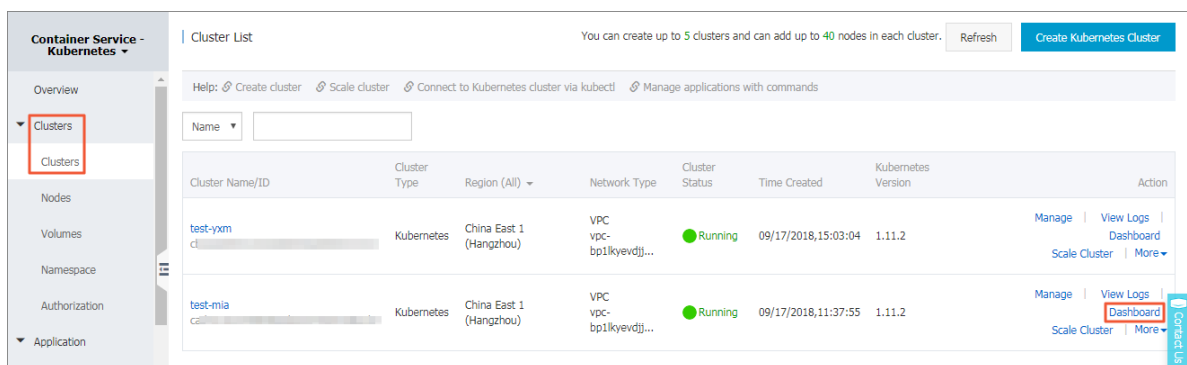 Container Service -
Kubernetes
Cluster List
You can create up to 5 clusters and can add up to 40 nodes in each cluster.
Refresh
Create Kubernetes Cluster
Overview
Clusters
Clusters
Nodes
Volumes
Namespace
Authorization
Application
Help: Create cluster Scale cluster Connect to Kubernetes cluster via kubectl Manage applications with commands
Name
Cluster Name/ID
Cluster
Type
Region (All)
Network Type
Cluster
Status
Time Created
Kubernetes
Version
Action
test-yxm
Kubernetes
China East 1
(Hangzhou)
VPC
vpc-
bp1lkyevdjj...
Running
09/17/2018,15:03:04
1.11.2
Manage
View Logs
Dashboard
Scale Cluster
More
test-mia
Kubernetes
China East 1
(Hangzhou)
VPC
vpc-
bp1lkyevdjj...
Running
09/17/2018,11:37:55
1.11.2
Manage
View Logs
Dashboard
Scale Cluster
More
Contact Us